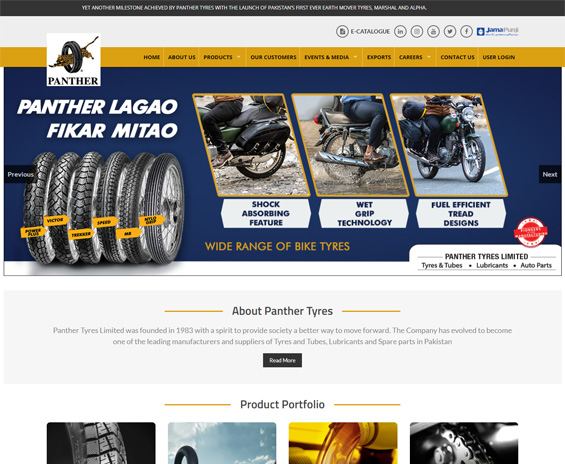 YET ANOTHER MILESTONE ACHIEVED BY PANTHER TYRES WITH THE LAUNCH OF PAKISTAN'S FIRST EVER EARTH MOVER TYRES, MARSHAL AND ALPHA.
E-CATALOGUE
JamaPunji
PANTHER
HOME ABOUT US PRODUCTS OUR CUSTOMERS EVENTS & MEDIA EXPORTS CAREERS CONTACT US USER LOGIN
PANTHER LAGAO
FIKAR MITAO
Previous
Next
POWER PLUS
VICTOR
TREKKER
SPEED
MB
SHOCK
ABSORBING
FEATURE
WET
GRIP
TECHNOLOGY
FUEL EFFICIENT
TREAD
DESIGNS
WIDE RANGE OF BIKE TYRES
PANTHER TYRES LIMITED
Tyres & Tubes • Lubricants • Auto Parts
About Panther Tyres
Panther Tyres Limited was founded in 1983 with a spirit to provide society a better way to move forward. The Company has evolved to become
one of the leading manufacturers and suppliers of Tyres and Tubes, Lubricants and Spare parts in Pakistan
Read More
Product Portfolio